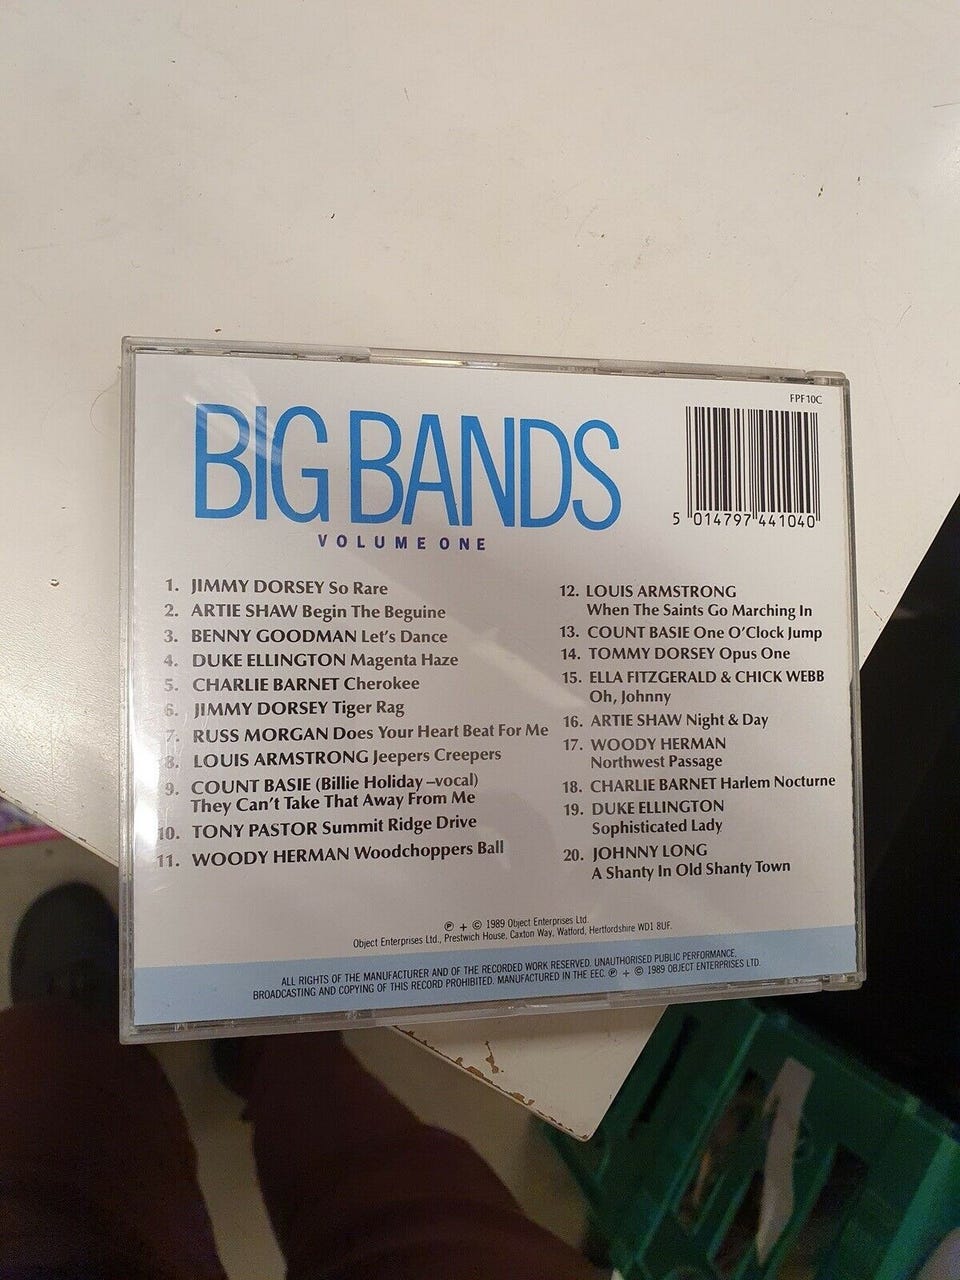 FPF10C
BIG BANDS
VOLUME ONE
5 014797 441040
1. JIMMY DORSEY So Rare
2. ARTIE SHAW Begin The Beguine
3. BENNY GOODMAN Let's Dance
4. DUKE ELLINGTON Magenta Haze
5. CHARLIE BARNET Cherokee
6. JIMMY DORSEY Tiger Rag
7. RUSS MORGAN Does Your Heart Beat For Me
8. LOUIS ARMSTRONG Jeepers Creepers
9. COUNT BASIE (Billie Holiday –vocal)
They Can't Take That Away From Me
10. TONY PASTOR Summit Ridge Drive
11. WOODY HERMAN Woodchoppers Ball
12. LOUIS ARMSTRONG
When The Saints Go Marching In
13. COUNT BASIE One O'Clock Jump
14. TOMMY DORSEY Opus One
15. ELLA FITZGERALD & CHICK WEBB
Oh, Johnny
16. ARTIE SHAW Night & Day
17. WOODY HERMAN
Northwest Passage
18. CHARLIE BARNET Harlem Nocturne
19. DUKE ELLINGTON
Sophisticated Lady
20. JOHNNY LONG
A Shanty In Old Shanty Town
℗ + © 1989 Object Enterprises Ltd.
Object Enterprises Ltd., Prestwich House, Caxton Way, Watford, Hertfordshire WD1 8UF.
ALL RIGHTS OF THE MANUFACTURER AND OF THE RECORDED WORK RESERVED. UNAUTHORISED PUBLIC PERFORMANCE,
BROADCASTING AND COPYING OF THIS RECORD PROHIBITED. MANUFACTURED IN THE EEC. ℗ + © 1989 OBJECT ENTERPRISES LTD.